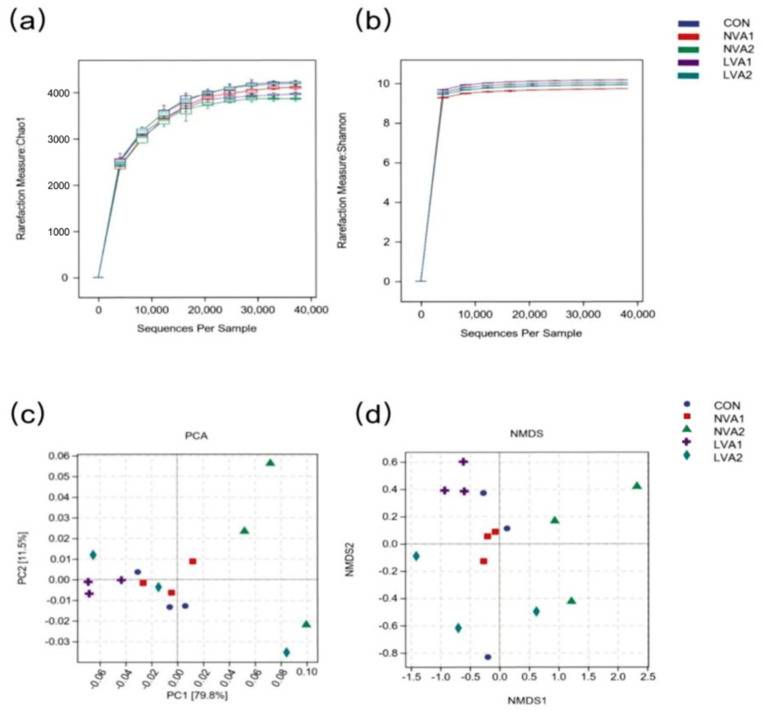 (a)
(b)
CON
NVA1
NVA2
LVA1
LVA2
Rarefaction Measure:Chao1
4000
3000
2000
1000
0
0 10,000 20,000 30,000 40,000
Sequences Per Sample
Rarefaction Measure:Shannon
10
8
6
4
2
0
0 10,000 20,000 30,000 40,000
Sequences Per Sample
(c)
(d)
CON
NVA1
NVA2
LVA1
LVA2
PCA
PC2 [11.5%]
0.06
0.05
0.04
0.03
0.02
0.01
0.00
-0.01
-0.02
-0.03
-0.06 -0.04 -0.02 0.00 0.02 0.04 0.06 0.08 0.10
PC1 [79.8%]
NMDS
NMDS2
0.6
0.4
0.2
0.0
-0.2
-0.4
-0.6
-0.8
-1.5 -1.0 -0.5 0.0 0.5 1.0 1.5 2.0 2.5
NMDS1